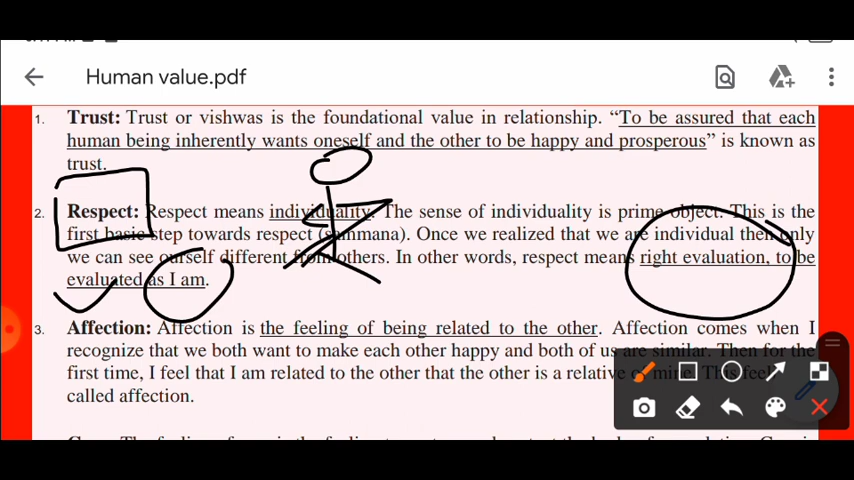 Human value.pdf
1. Trust: Trust or vishwas is the foundational value in relationship. “To be assured that each
human being inherently wants oneself and the other to be happy and prosperous” is known as
trust.
2. Respect: Respect means individuality. The sense of individuality is prime object. This is the
first basic step towards respect (sammana). Once we realized that we are individual then only
we can see ourself different from others. In other words, respect means right evaluation, to be
evaluated as I am.
3. Affection: Affection is the feeling of being related to the other. Affection comes when I
recognize that we both want to make each other happy and both of us are similar. Then for the
first time, I feel that I am related to the other that the other is a relative of mine. This
called affection.